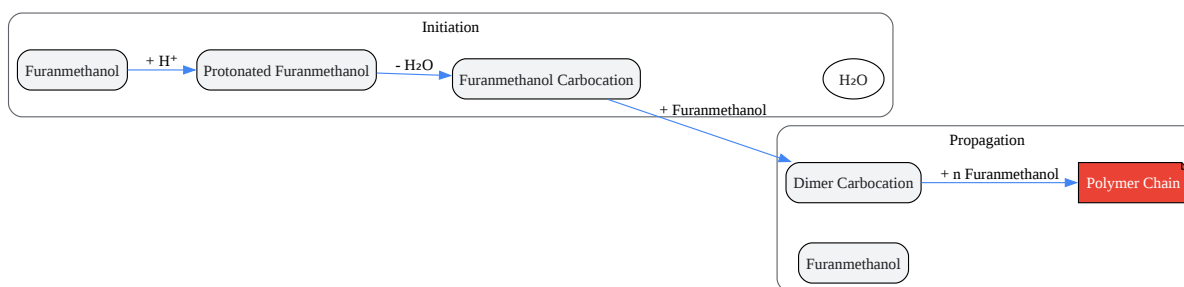 Initiation
Furanmethanol
+ H⁺
Protonated Furanmethanol
- H₂O
Furanmethanol Carbocation
H₂O
+ Furanmethanol
Propagation
Dimer Carbocation
+ n Furanmethanol
Polymer Chain
Furanmethanol